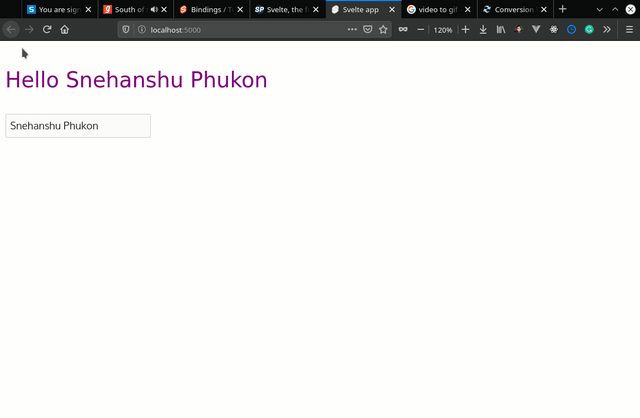 You are sig
South of
Bindings / T
Svelte, the f
Svelte app
video to gif
Conversion
localhost:5000
120%
Hello Snehanshu Phukon
Snehanshu Phukon